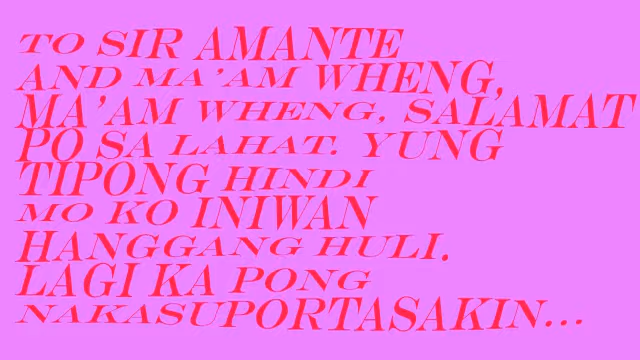 TO SIR AMANTE
AND MA'AM WHENG,
MA'AM WHENG, SALAMAT
PO SA LAHAT. YUNG
TIPONG HINDI
MO KO INIWAN
HANGGANG HULI.
LAGI KA PONG
NAKASUPORTASAKIN...